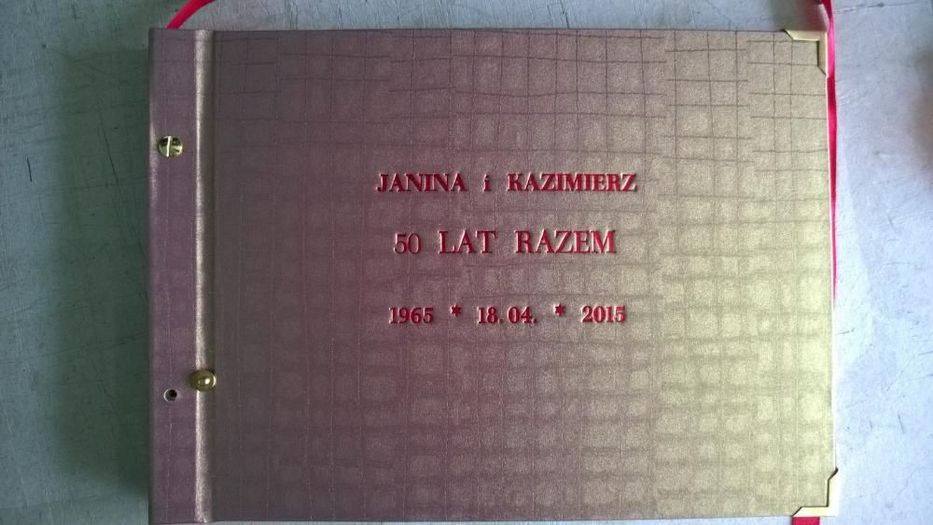 JANINA i KAZIMIERZ
50 LAT RAZEM
1965 * 18.04. * 2015